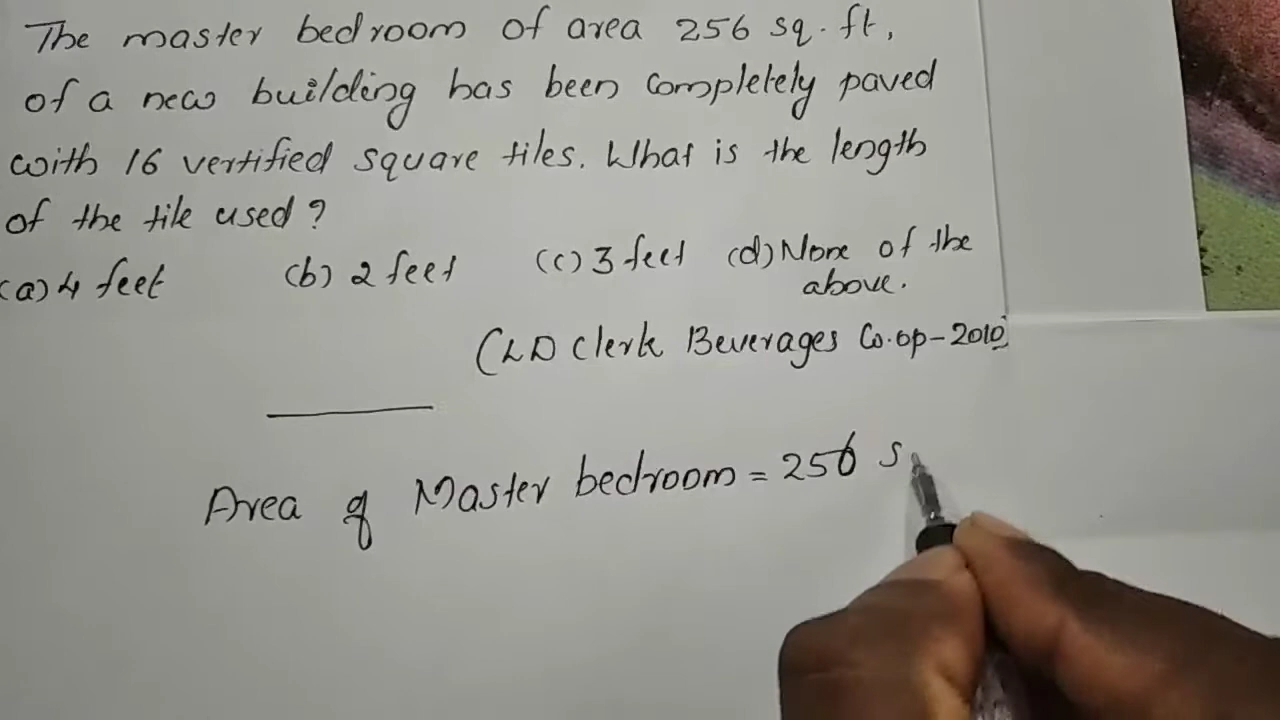 The master bedroom of area 256 sq. ft,
of a new building has been completely paved
with 16 vertified square tiles. What is the length
of the tile used?
(a) 4 feet (b) 2 feet (c) 3 feet (d) None of the
above.
(LD Clerk Beverages Co.op-2010)
Area of Master bedroom = 256 s